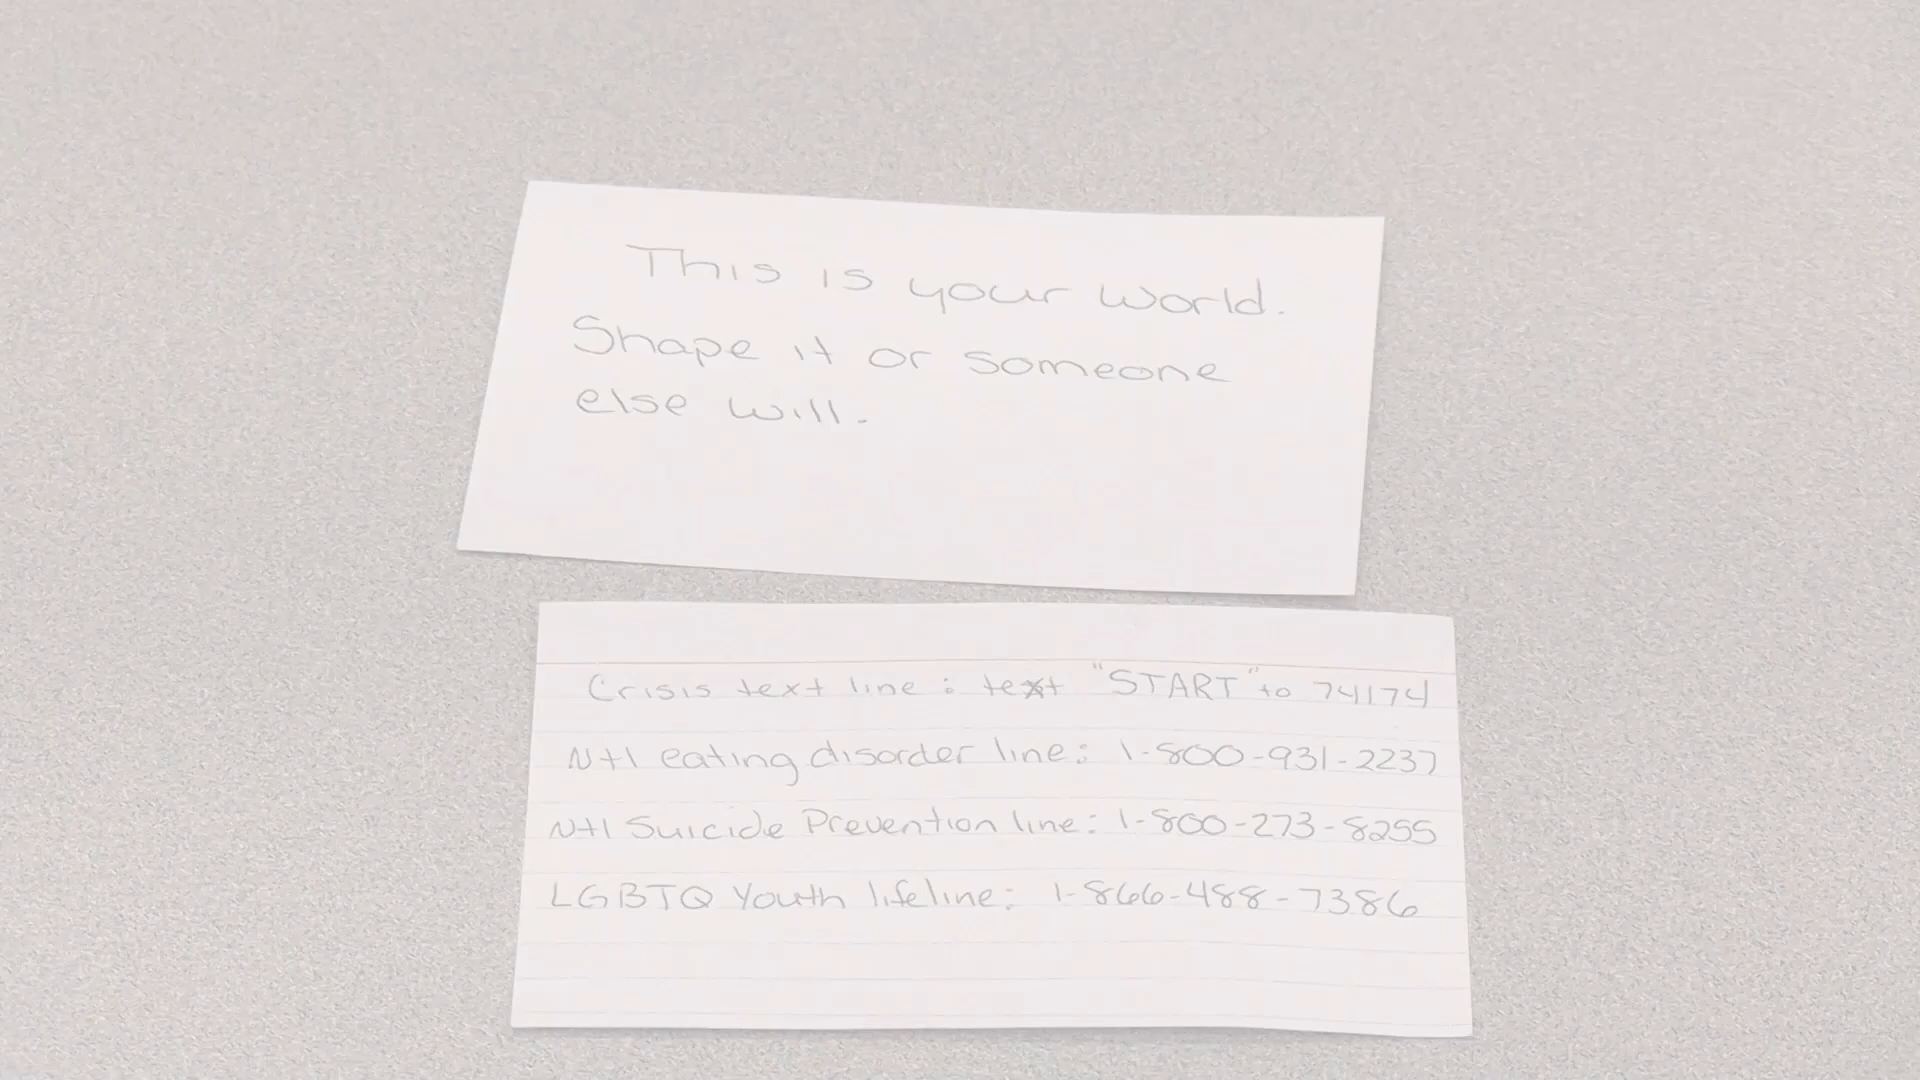 This is your world.
Shape it or someone
else will.
Crisis text line: text "START" to 74174
Ntl eating disorder line: 1-800-931-2237
Ntl Suicide Prevention line: 1-800-273-8255
LGBTQ Youth lifeline: 1-866-488-7386